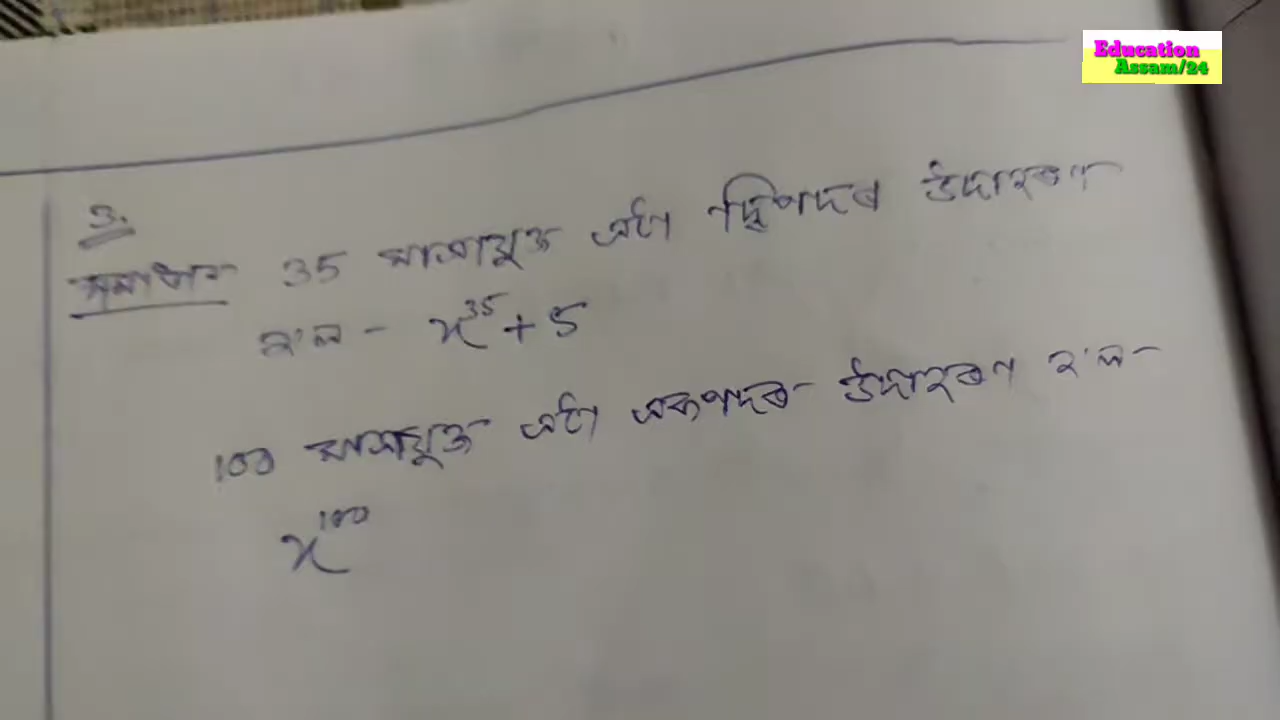 Education
Assam/24
3.
সমাধান 35 মাত্ৰাযুক্ত এটা দ্বিপদৰ উদাহৰণ
হ'ল - x³⁵ + 5
100 মাত্ৰাযুক্ত এটা একপদৰ উদাহৰণ হ'ল-
x¹⁰⁰